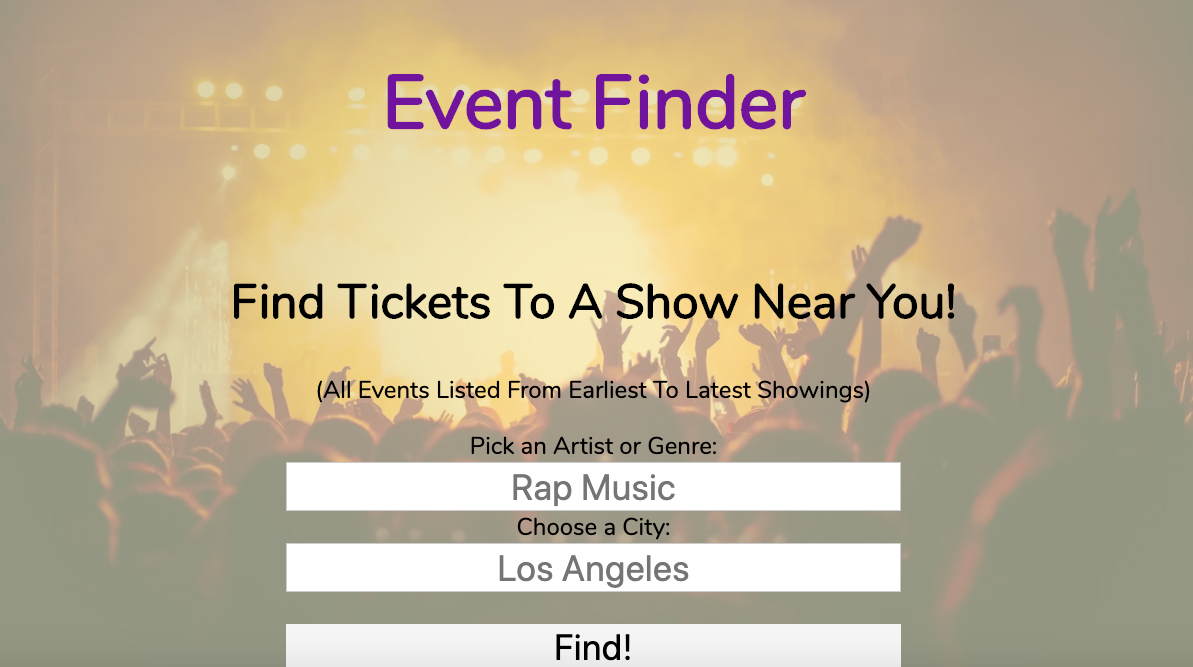 Event Finder
Find Tickets To A Show Near You!
(All Events Listed From Earliest To Latest Showings)
Pick an Artist or Genre:
Rap Music
Choose a City:
Los Angeles
Find!